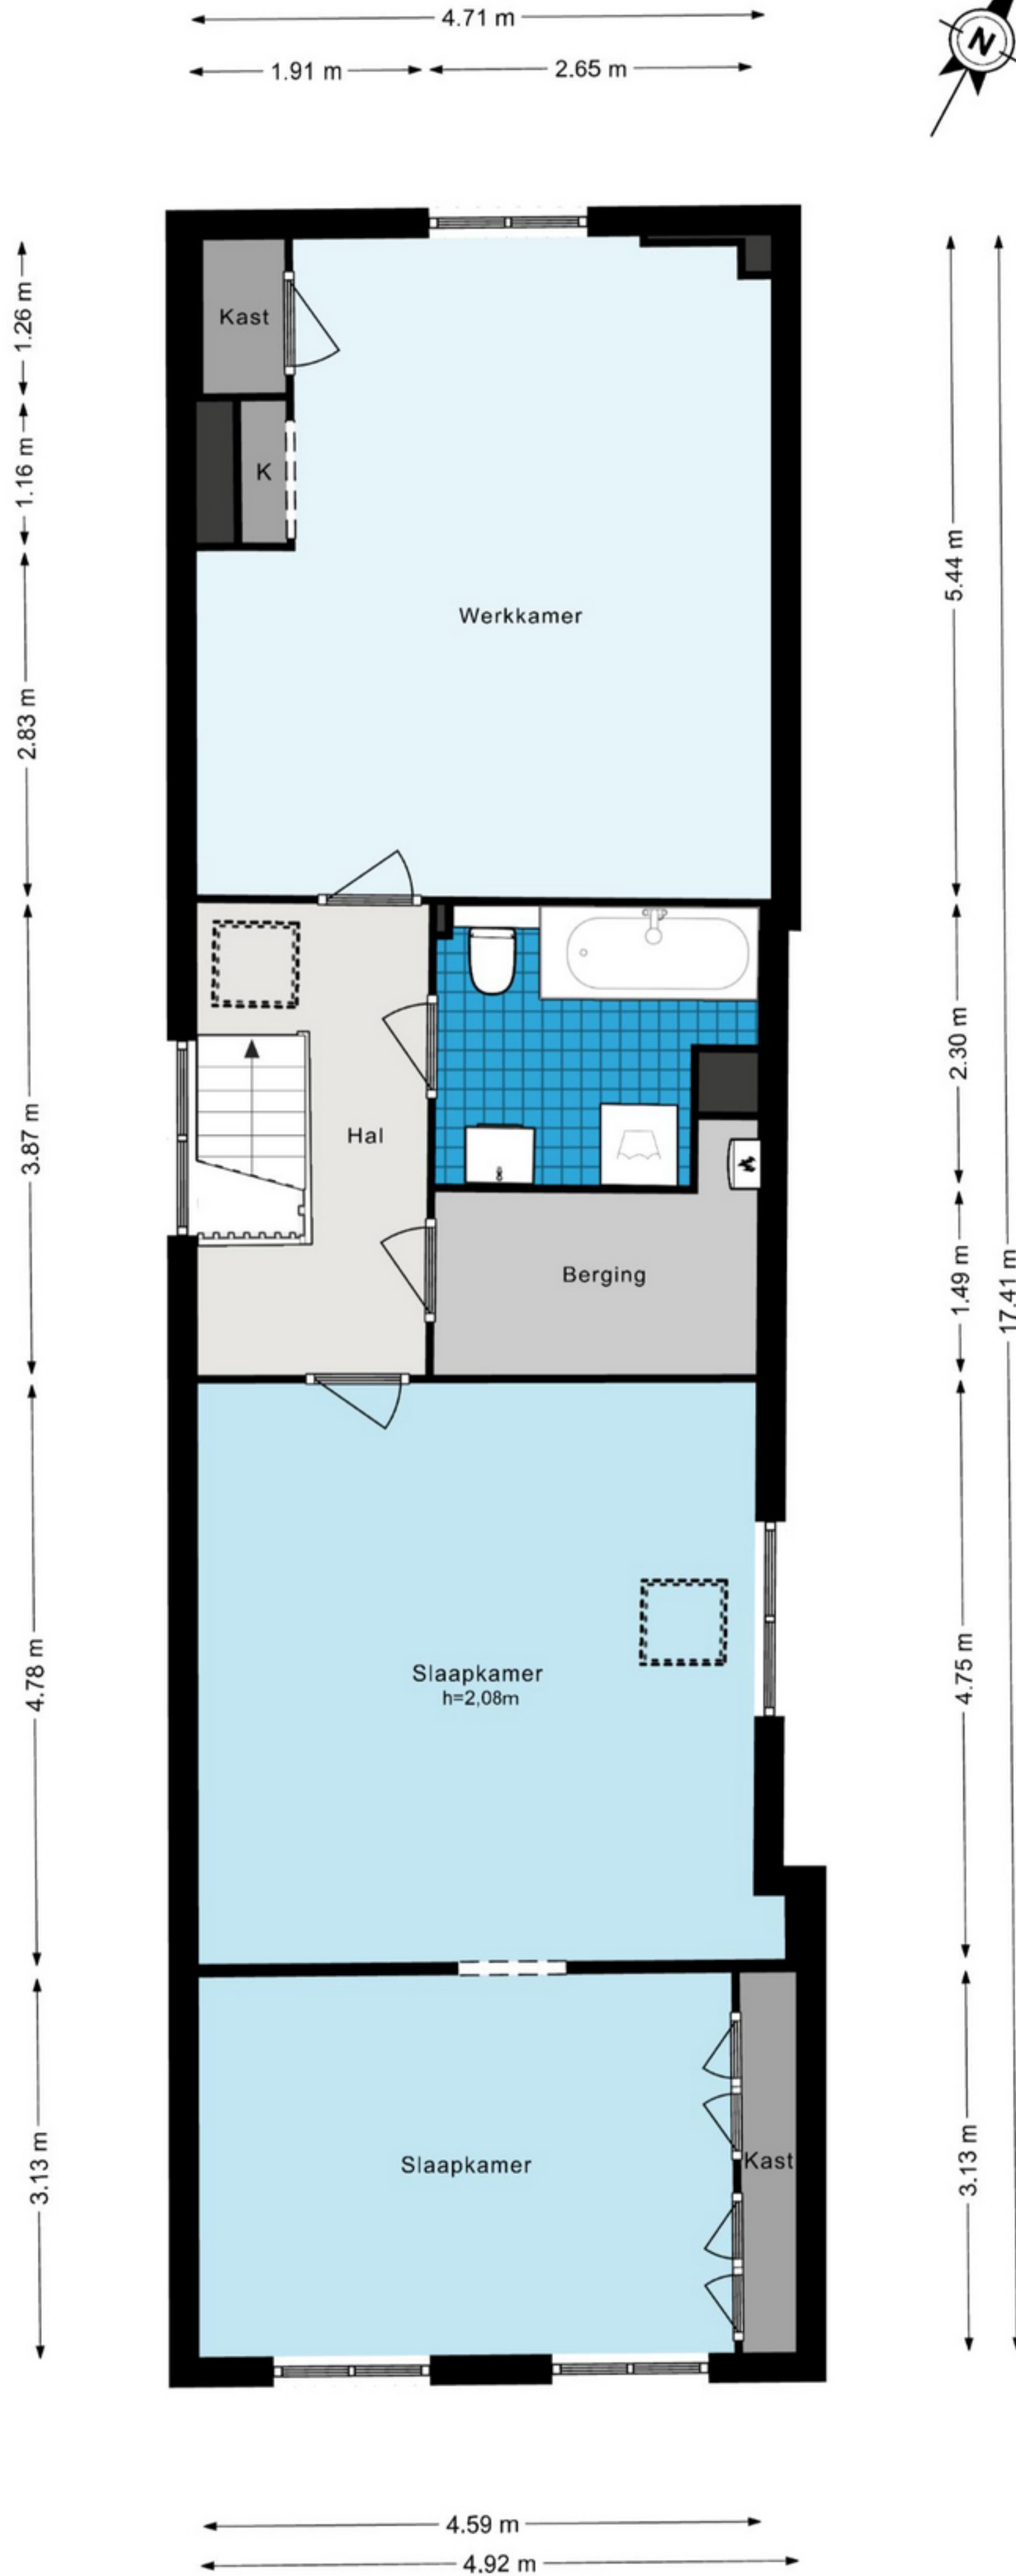 4.71 m
1.91 m
2.65 m
N
Kast
1.26 m
K
1.16 m
5.44 m
Werkkamer
2.83 m
2.30 m
Hal
3.87 m
Berging
1.49 m
17.41 m
Slaapkamer
h=2,08m
4.78 m
4.75 m
Slaapkamer
Kast
3.13 m
3.13 m
4.59 m
4.92 m